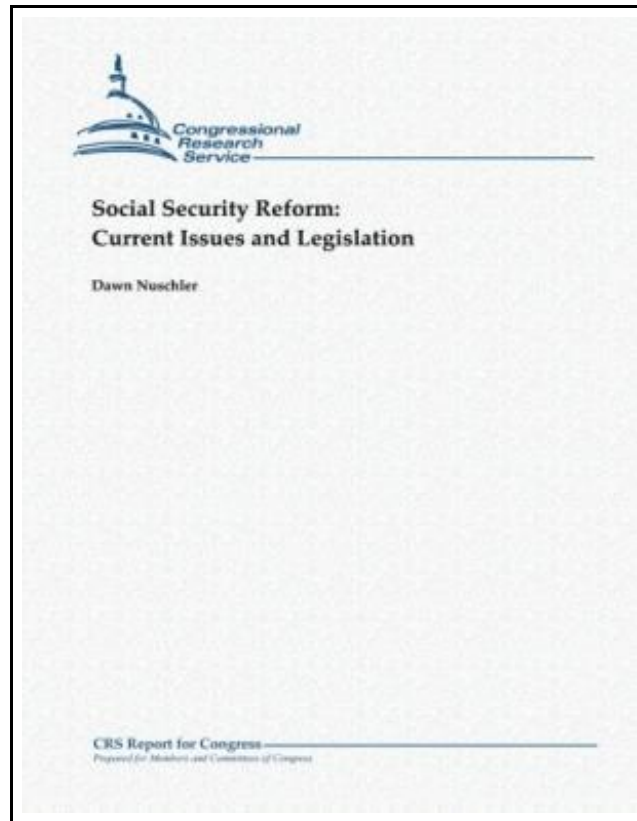 Congressional
Research
Service
Social Security Reform:
Current Issues and Legislation
Dawn Nuschler
CRS Report for Congress
Prepared for Members and Committees of Congress